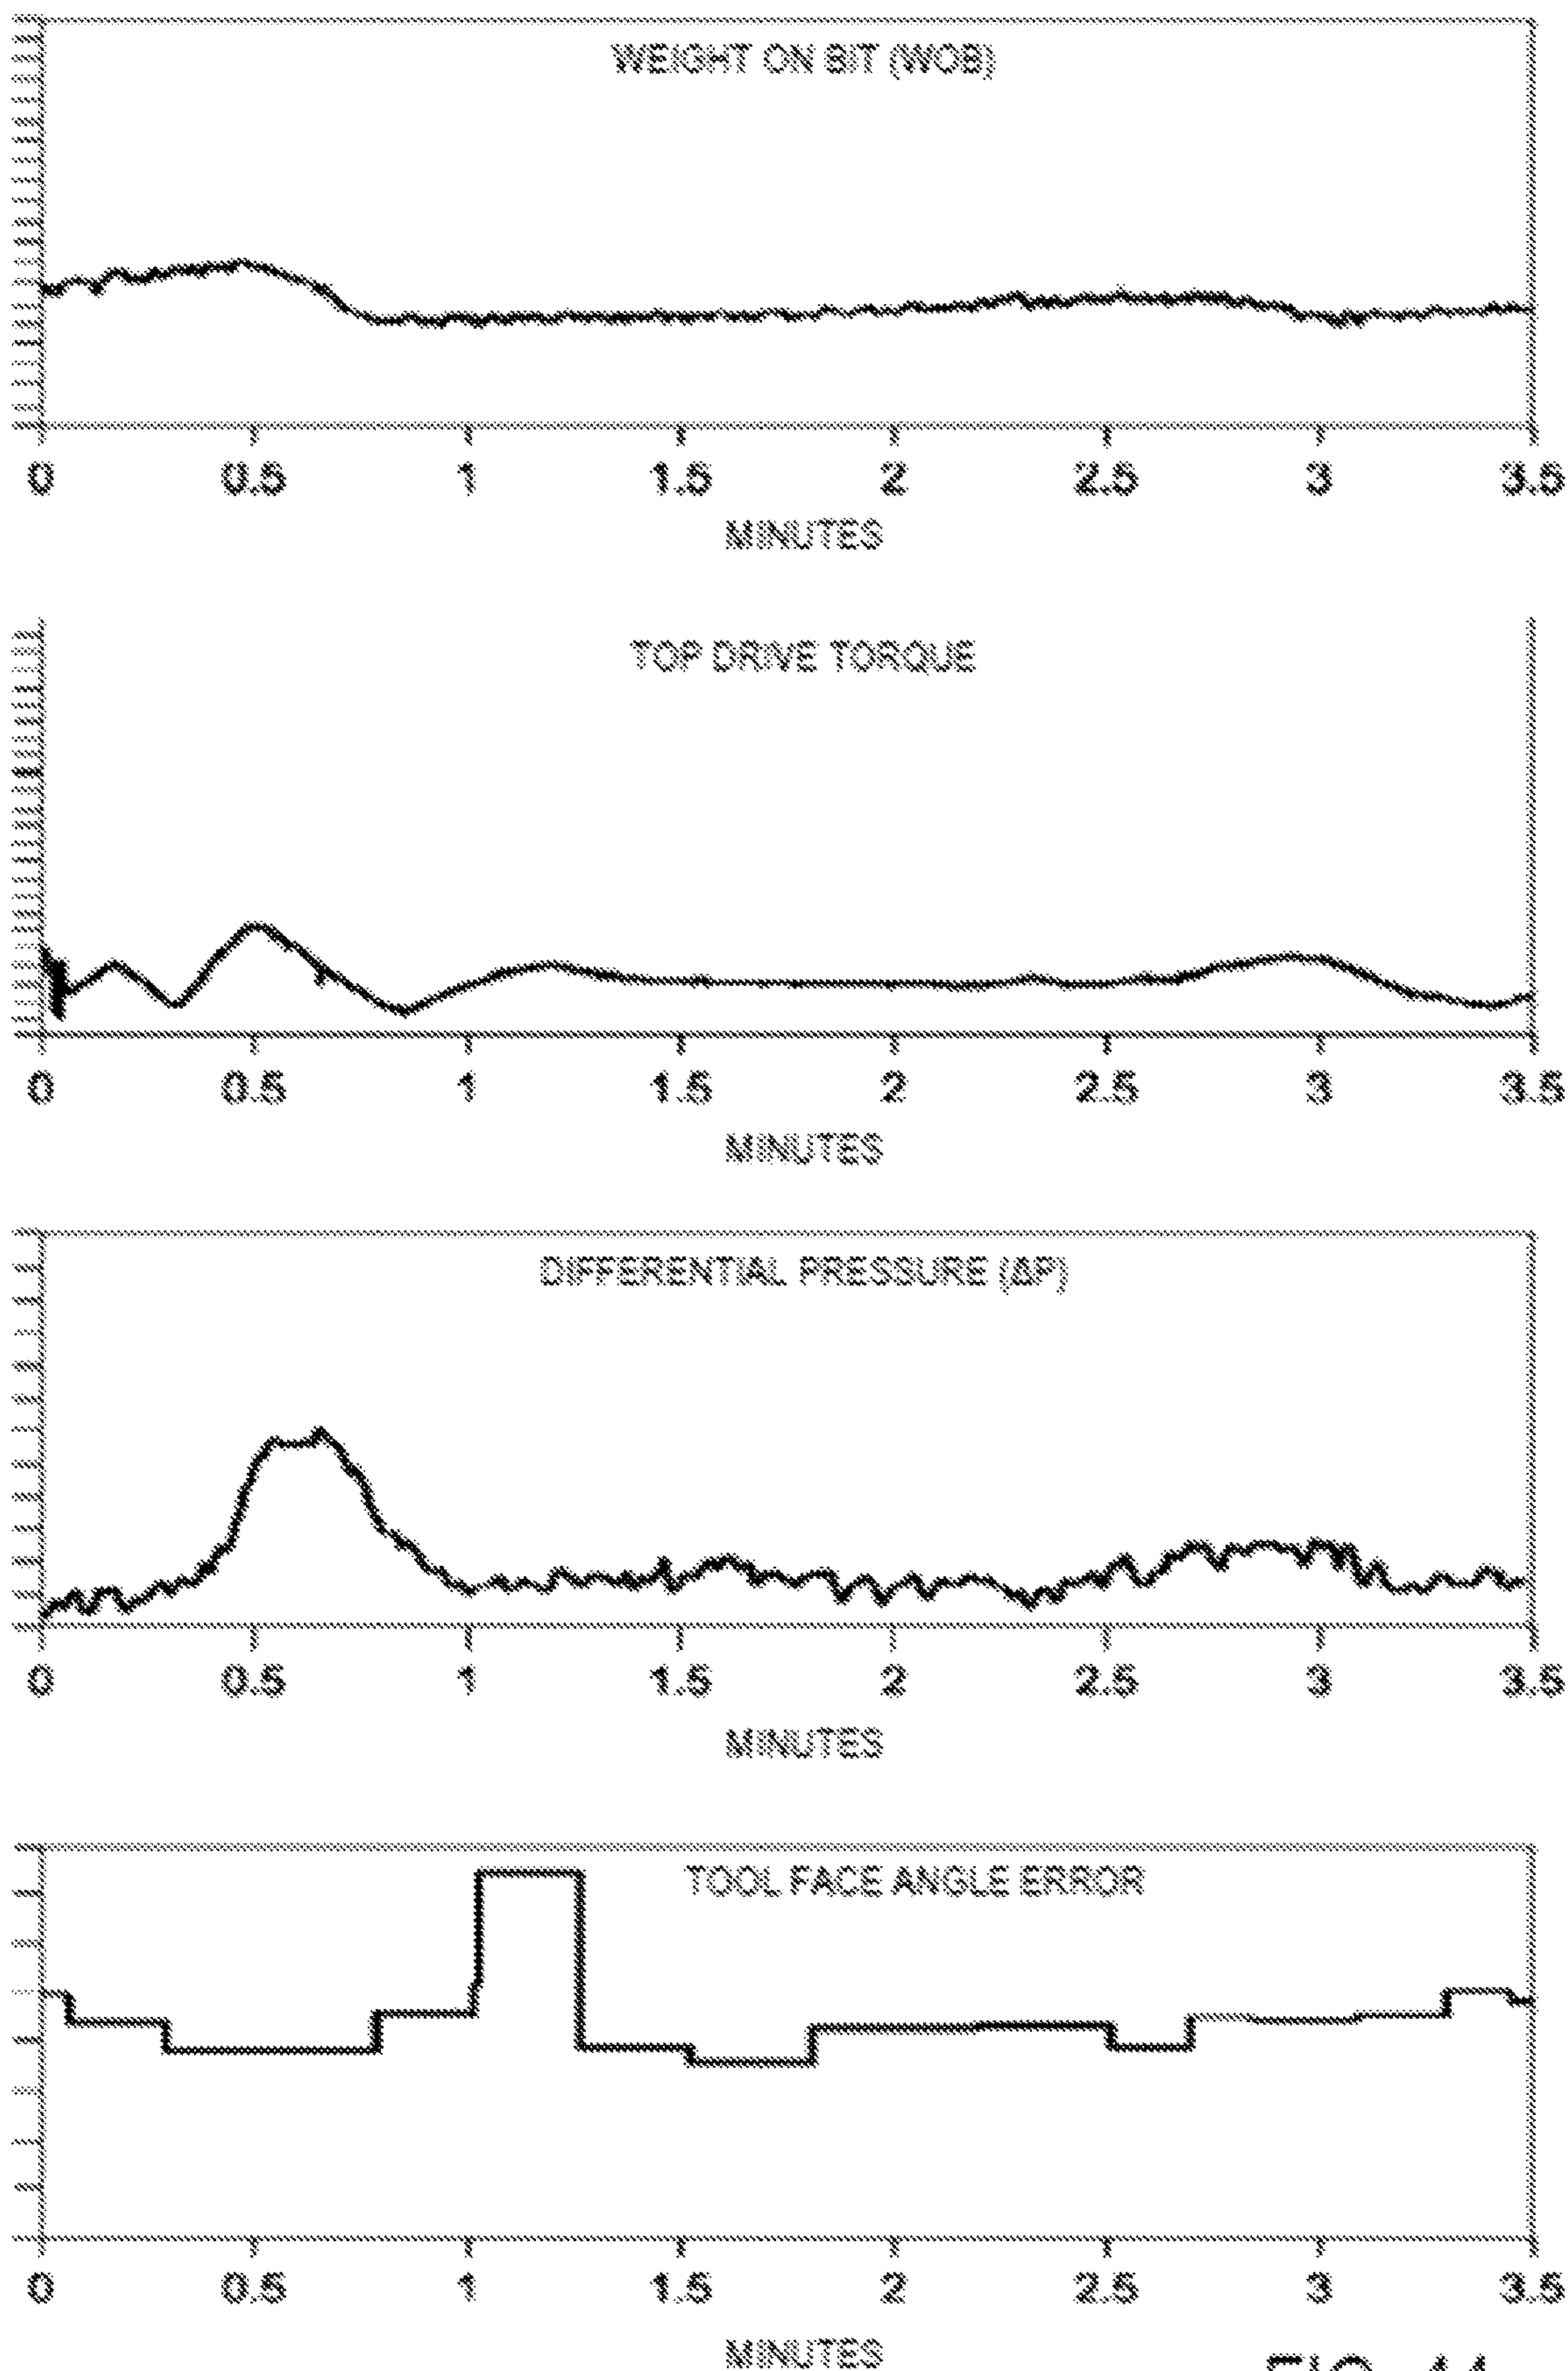 WEIGHT ON BIT (WOB)
0 0.5 1 1.5 2 2.5 3 3.5
MINUTES
TOP DRIVE TORQUE
0 0.5 1 1.5 2 2.5 3 3.5
MINUTES
DIFFERENTIAL PRESSURE (ΔP)
0 0.5 1 1.5 2 2.5 3 3.5
MINUTES
TOOL FACE ANGLE ERROR
0 0.5 1 1.5 2 2.5 3 3.5
MINUTES